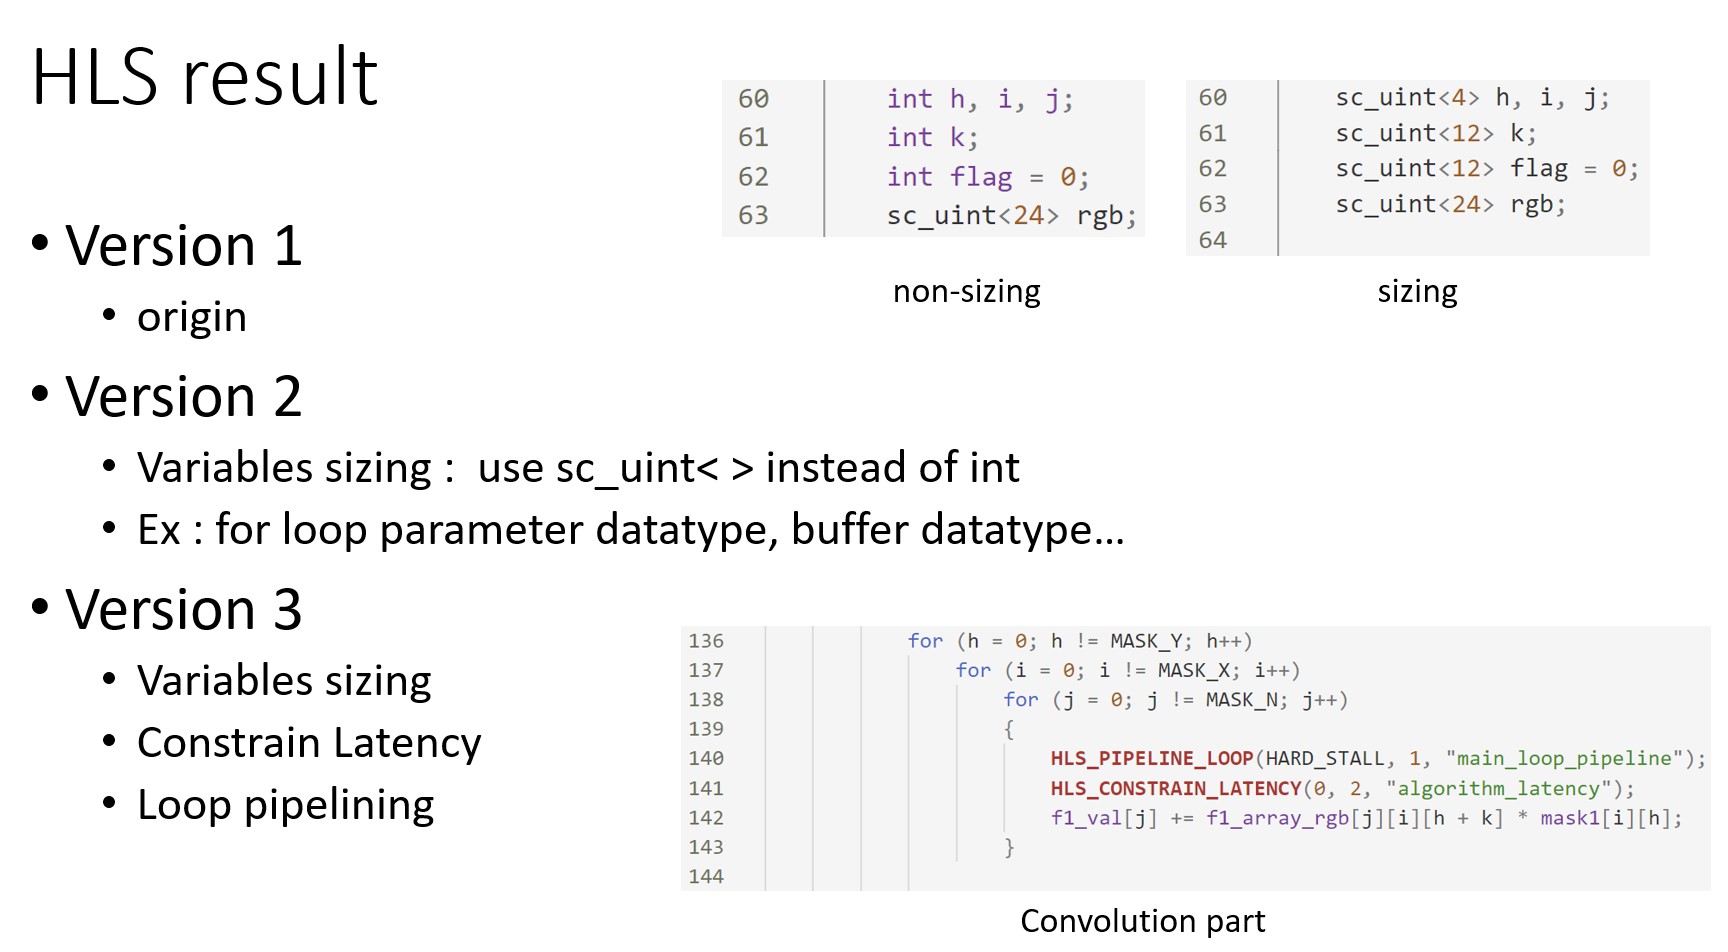 HLS result
60 int h, i, j;
61 int k;
62 int flag = 0;
63 sc_uint<24> rgb;
non-sizing
60 sc_uint<4> h, i, j;
61 sc_uint<12> k;
62 sc_uint<12> flag = 0;
63 sc_uint<24> rgb;
64
sizing
• Version 1
• origin
• Version 2
• Variables sizing : use sc_uint< > instead of int
• Ex : for loop parameter datatype, buffer datatype…
• Version 3
• Variables sizing
• Constrain Latency
• Loop pipelining
136 for (h = 0; h != MASK_Y; h++)
137 for (i = 0; i != MASK_X; i++)
138 for (j = 0; j != MASK_N; j++)
139 {
140 HLS_PIPELINE_LOOP(HARD_STALL, 1, "main_loop_pipeline");
141 HLS_CONSTRAIN_LATENCY(0, 2, "algorithm_latency");
142 f1_val[j] += f1_array_rgb[j][i][h + k] * mask1[i][h];
143 }
144
Convolution part